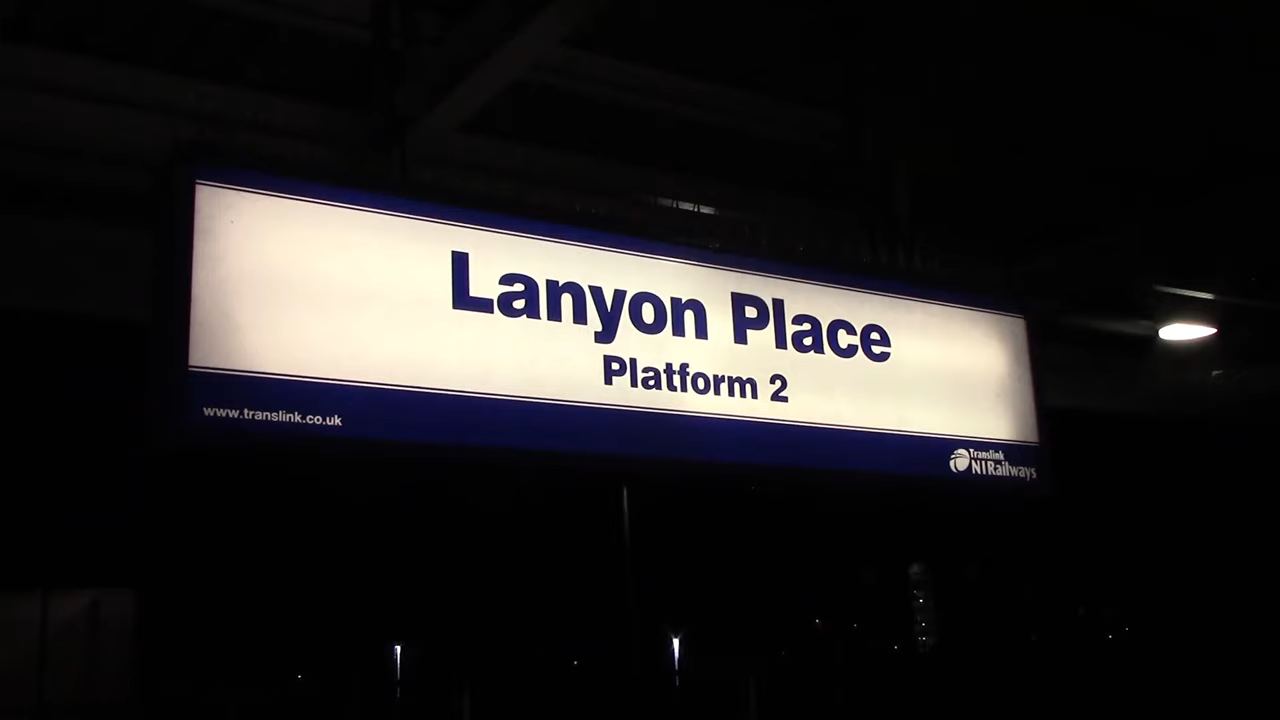 Lanyon Place
Platform 2
www.translink.co.uk
Translink
NI Railways